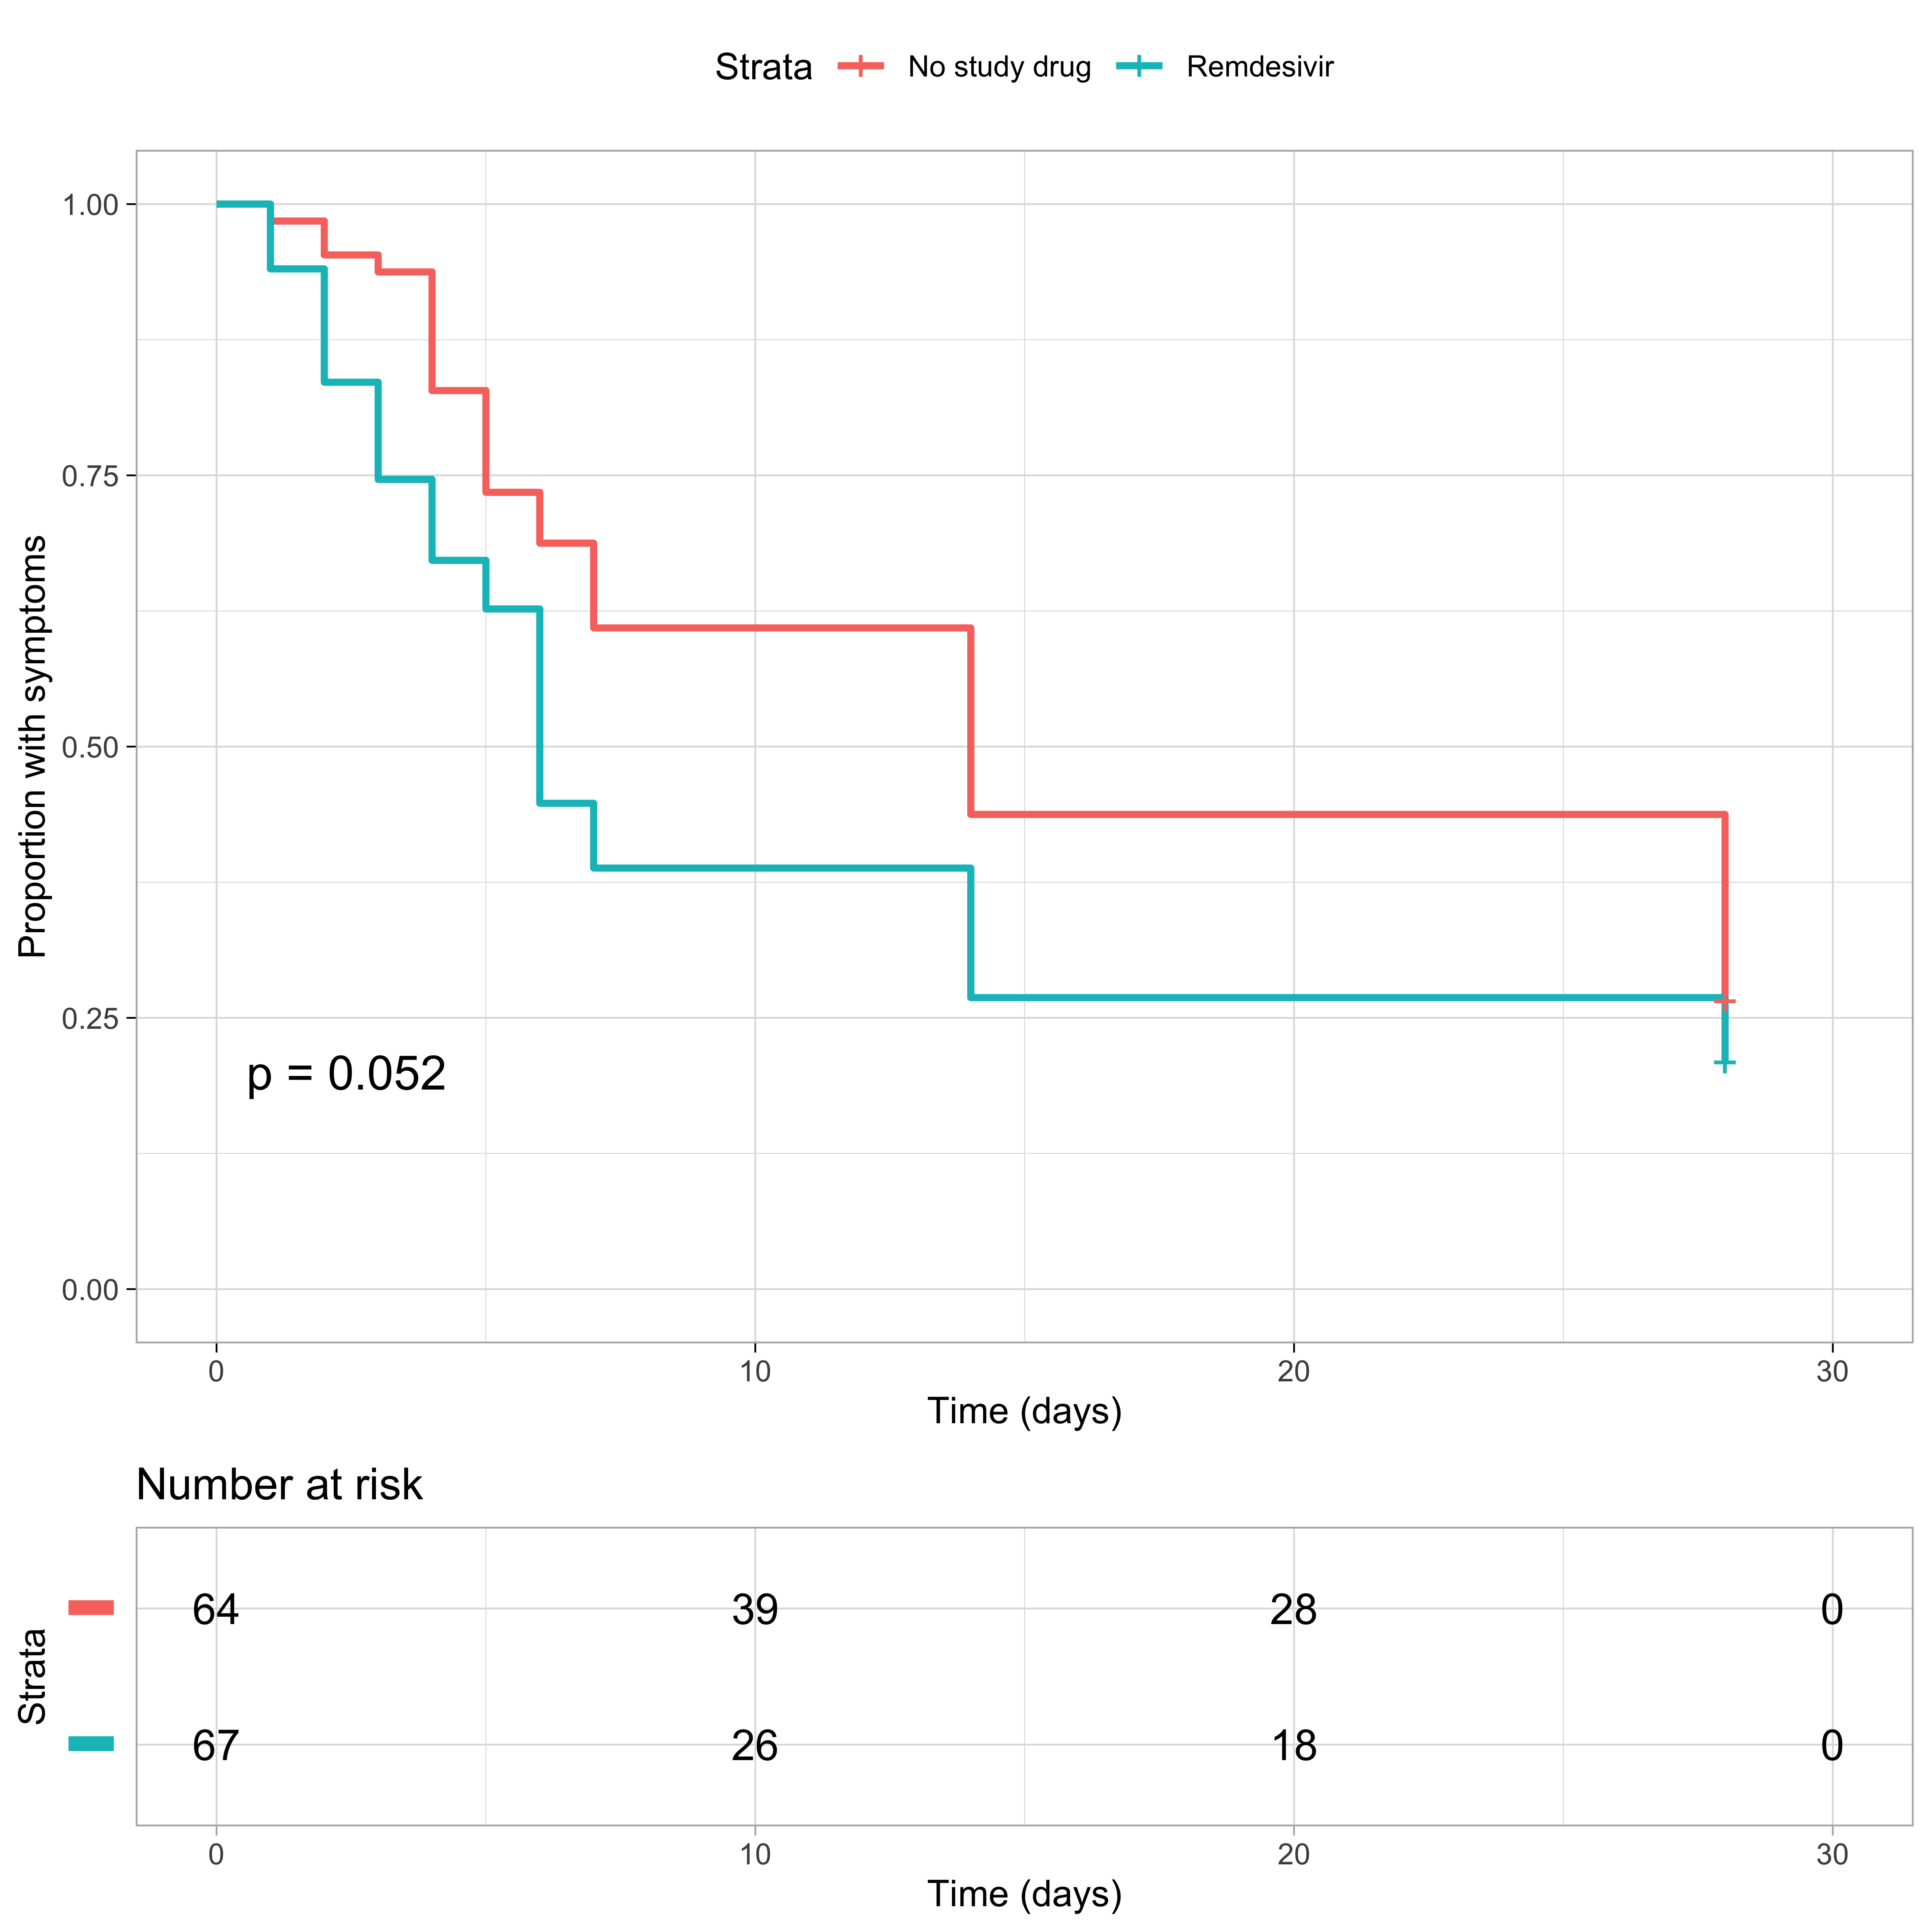 Strata No study drug Remdesivir
1.00
0.75
0.50
0.25
0.00
Proportion with symptoms
p = 0.052
0 10 20 30
Time (days)
Number at risk
Strata
64 39 28 0
67 26 18 0
0 10 20 30
Time (days)